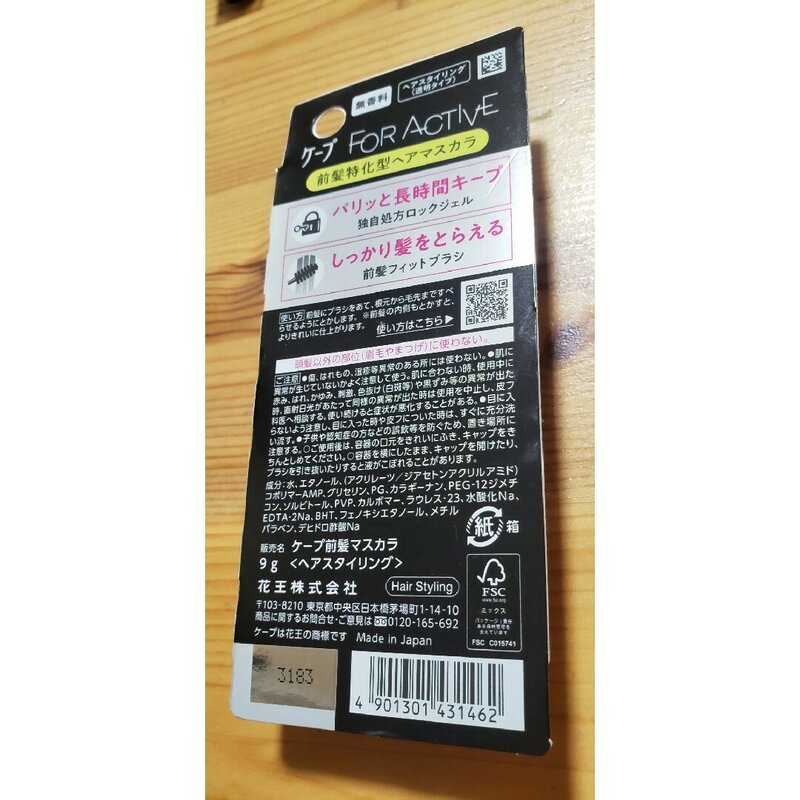 無香料
ヘアスタイリング
(透明タイプ)
ケープ FOR ACTIVE
前髪特化型ヘアマスカラ
パリッと長時間キープ
独自処方ロックジェル
しっかり髪をとらえる
前髪フィットブラシ
使い方 前髪にブラシをあて、根元から毛先まですべ
らせるようにとかします。※前髪の内側もとかすと、
よりきれいに仕上がります。
使い方はこちら▶
頭髪以外の部位(眉毛やまつげ)に使わない。
ご注意 ●傷、はれもの、湿疹等異常のある所には使わない。●肌に
異常が生じていないかよく注意して使う。肌に合わない時、使用中に
赤み、はれ、かゆみ、刺激、色抜け(白斑等)や黒ずみ等の異常が出た
時、直射日光があたって同様の異常が出た時は使用を中止し、皮フ
科医へ相談する。使い続けると症状が悪化することがある。●目に入
らないよう注意し、目に入った時や皮フについた時は、すぐに充分洗
い流す。●子供や認知症の方などの誤飲等を防ぐため、置き場所に
注意する。○ご使用後は、容器の口元をきれいにふき、キャップをき
ちんとしめてください。○容器を横にしたまま、キャップを開けたり、
ブラシを引き抜いたりすると液がこぼれることがあります。
成分:水、エタノール、(アクリレーツ/ジアセトンアクリルアミド)
コポリマーAMP、グリセリン、PG、カラギーナン、PEG-12ジメチ
コン、ソルビトール、PVP、カルボマー、ラウレス-23、水酸化Na、
EDTA-2Na、BHT、フェノキシエタノール、メチル
パラベン、デヒドロ酢酸Na
紙 箱
販売名 ケープ前髪マスカラ
9g <ヘアスタイリング>
花王株式会社 Hair Styling
〒103-8210 東京都中央区日本橋茅場町1-14-10
商品に関するお問合せ・ご意見は 0120-165-692
ケープは花王の商標です Made in Japan
FSC
www.fsc.org
ミックス
パッケージ|責任
ある森林管理を
支えています
FSC C015741
3183
4 901301 431462